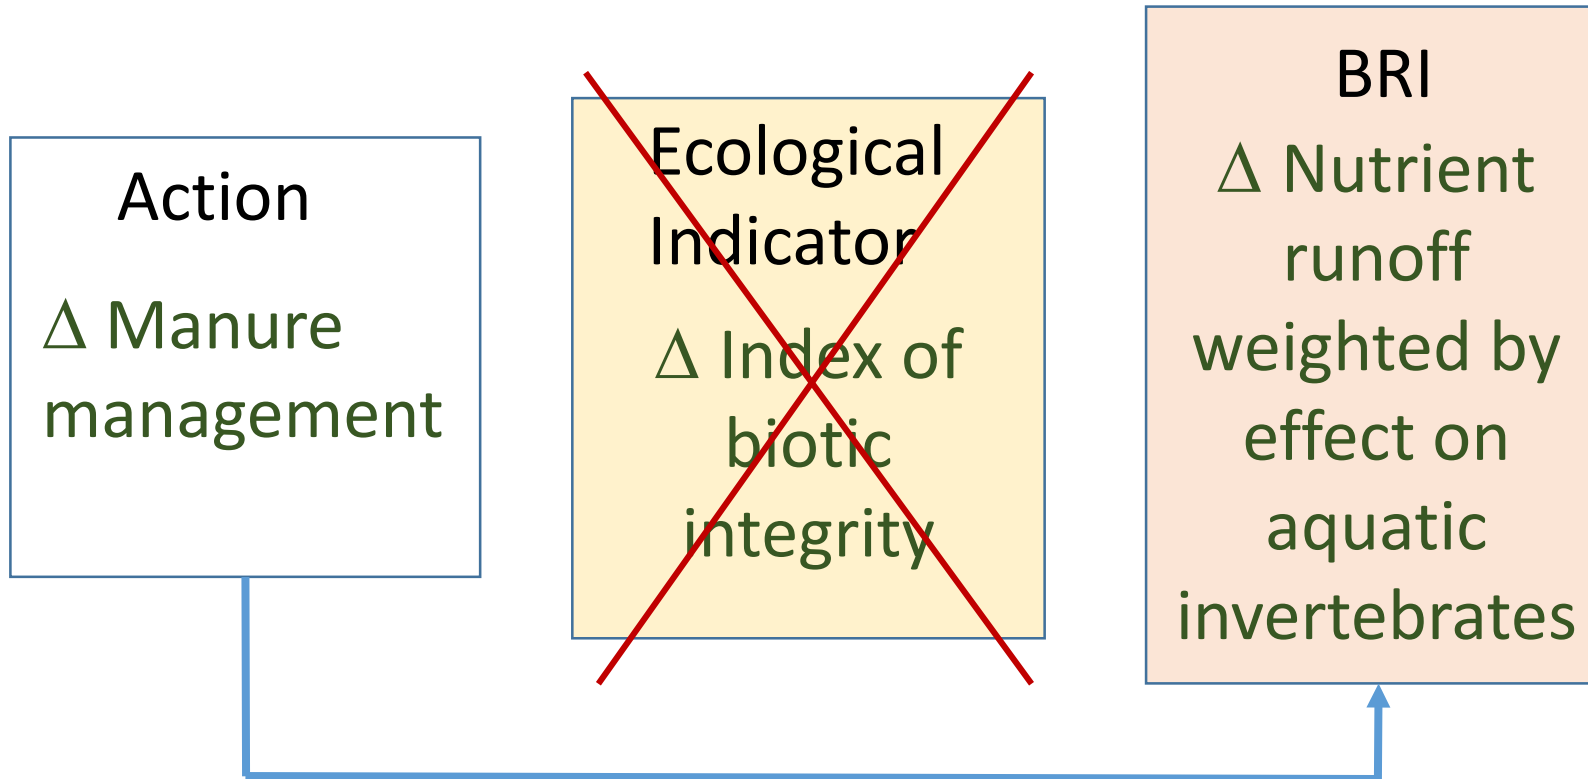 Action
Δ Manure
management
Ecological
Indicator
Δ Index of
biotic
integrity
BRI
Δ Nutrient
runoff
weighted by
effect on
aquatic
invertebrates